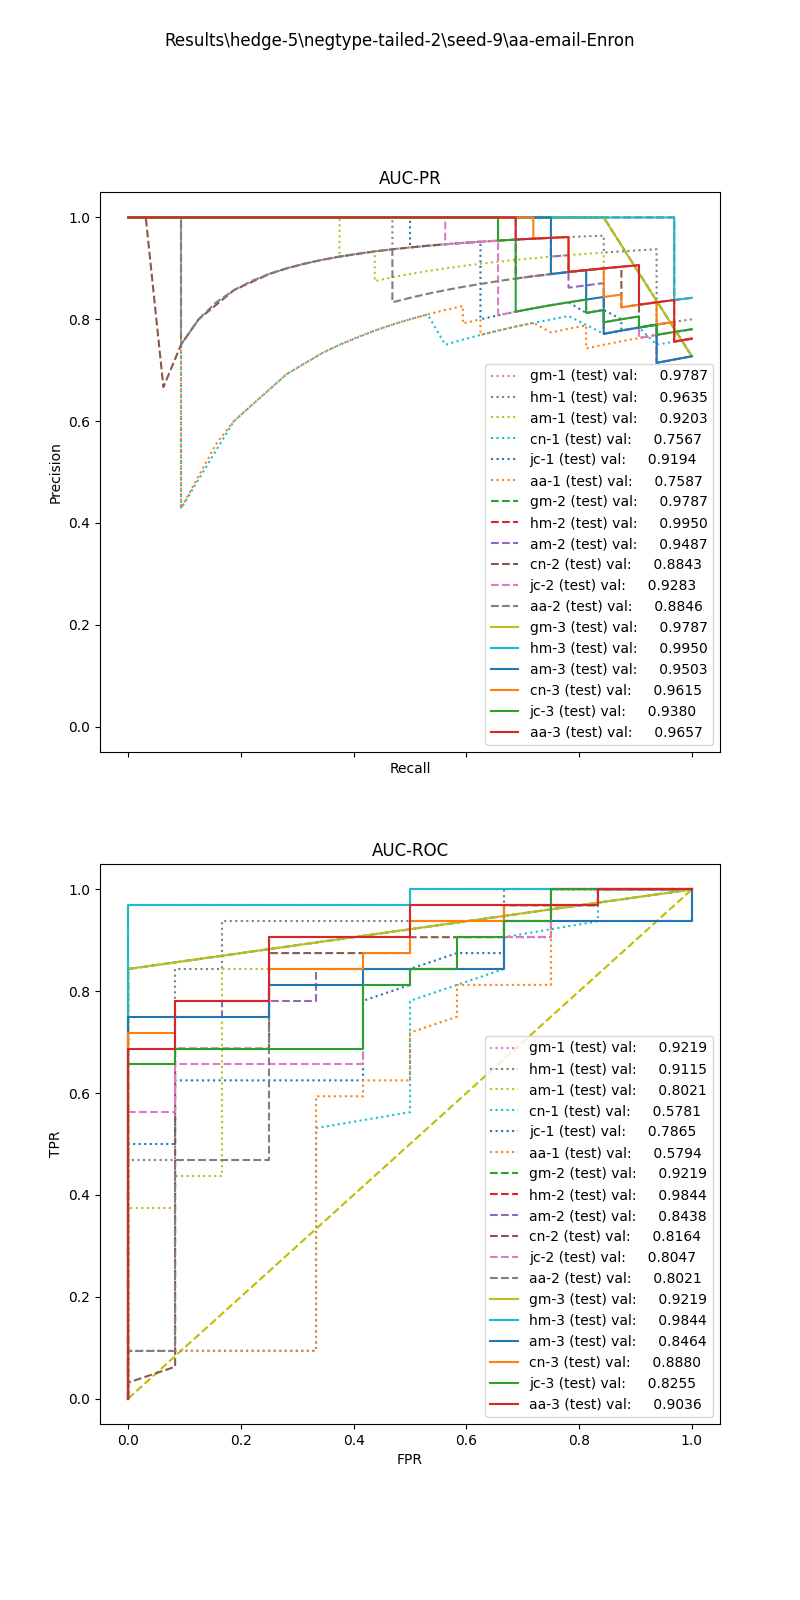 Results\hedge-5\negtype-tailed-2\seed-9\aa-email-Enron
AUC-PR
1.0
0.8
0.6
0.4
0.2
0.0
Precision
gm-1 (test) val: 0.9787
hm-1 (test) val: 0.9635
am-1 (test) val: 0.9203
cn-1 (test) val: 0.7567
jc-1 (test) val: 0.9194
aa-1 (test) val: 0.7587
gm-2 (test) val: 0.9787
hm-2 (test) val: 0.9950
am-2 (test) val: 0.9487
cn-2 (test) val: 0.8843
jc-2 (test) val: 0.9283
aa-2 (test) val: 0.8846
gm-3 (test) val: 0.9787
hm-3 (test) val: 0.9950
am-3 (test) val: 0.9503
cn-3 (test) val: 0.9615
jc-3 (test) val: 0.9380
aa-3 (test) val: 0.9657
Recall
AUC-ROC
1.0
0.8
0.6
0.4
0.2
0.0
TPR
gm-1 (test) val: 0.9219
hm-1 (test) val: 0.9115
am-1 (test) val: 0.8021
cn-1 (test) val: 0.5781
jc-1 (test) val: 0.7865
aa-1 (test) val: 0.5794
gm-2 (test) val: 0.9219
hm-2 (test) val: 0.9844
am-2 (test) val: 0.8438
cn-2 (test) val: 0.8164
jc-2 (test) val: 0.8047
aa-2 (test) val: 0.8021
gm-3 (test) val: 0.9219
hm-3 (test) val: 0.9844
am-3 (test) val: 0.8464
cn-3 (test) val: 0.8880
jc-3 (test) val: 0.8255
aa-3 (test) val: 0.9036
0.0 0.2 0.4 0.6 0.8 1.0
FPR